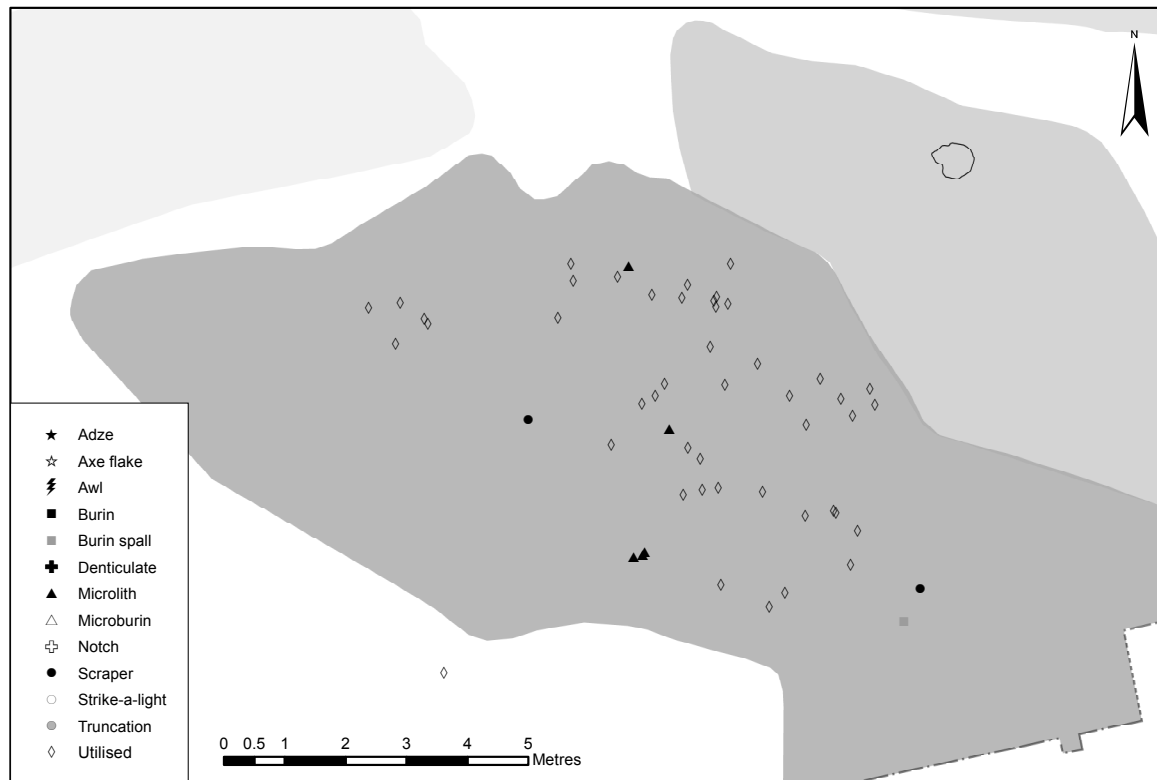 N
Adze
Axe flake
Awl
Burin
Burin spall
Denticulate
Microlith
Microburin
Notch
Scraper
Strike-a-light
Truncation
Utilised
0 0.5 1 2 3 4 5
Metres